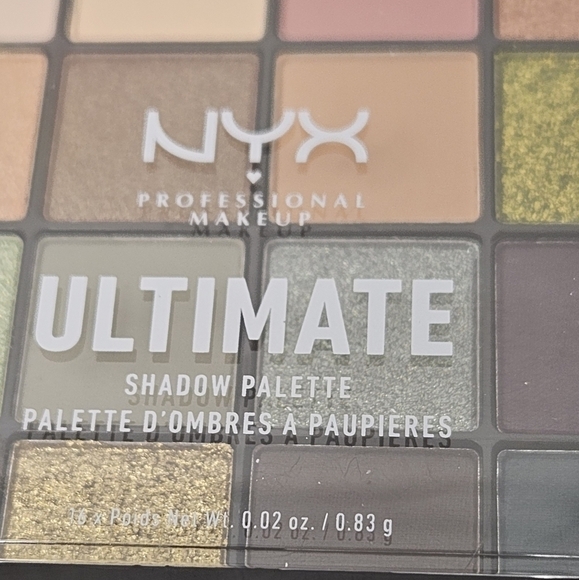 NYX
PROFESSIONAL
MAKEUP
ULTIMATE
SHADOW PALETTE
PALETTE D'OMBRES À PAUPIÈRES
16 x Poids Net Wt. 0.02 oz. / 0.83 g